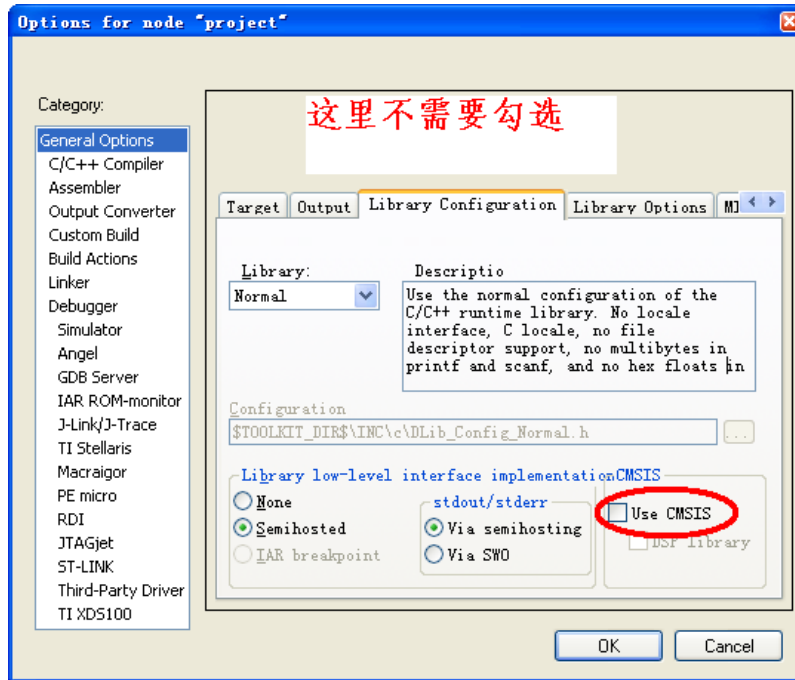 Options for node "project"
Category:
这里不需要勾选
General Options
C/C++ Compiler
Assembler
Output Converter
Custom Build
Build Actions
Linker
Debugger
Simulator
Angel
GDB Server
IAR ROM-monitor
J-Link/J-Trace
TI Stellaris
Macraigor
PE micro
RDI
JTAGjet
ST-LINK
Third-Party Driver
TI XDS100
Target Output Library Configuration Library Options MI
Library:
Normal
Descriptio
Use the normal configuration of the
C/C++ runtime library. No locale
interface, C locale, no file
descriptor support, no multibytes in
printf and scanf, and no hex floats in
Configuration
$TOOLKIT_DIR$\INC\c\DLib_Config_Normal.h
...
Library low-level interface implementation
None
Semihosted
IAR breakpoint
stdout/stderr
Via semihosting
Via SWO
CMSIS
Use CMSIS
DSP library
OK Cancel